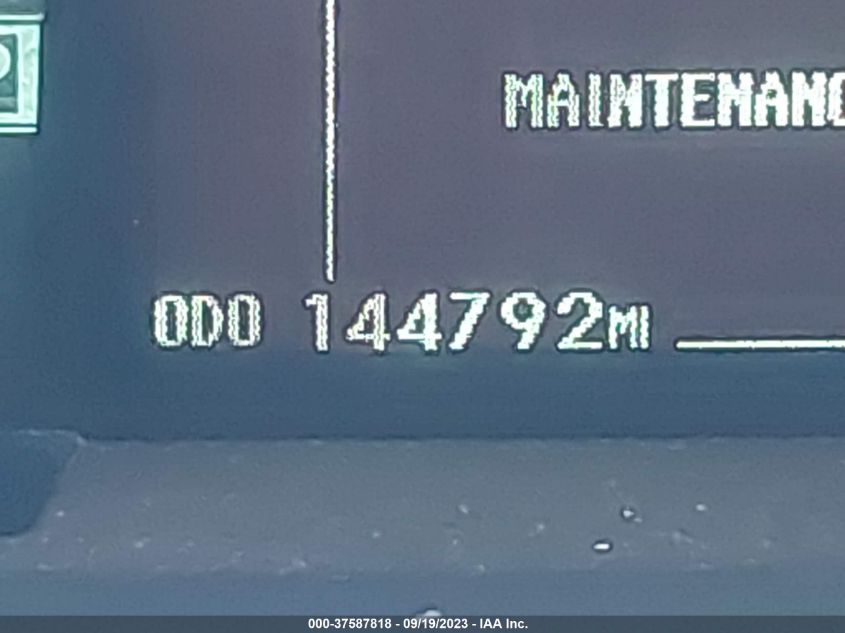 MAINTENANC
ODO 144792MI
000-37587818 - 09/19/2023 - IAA Inc.